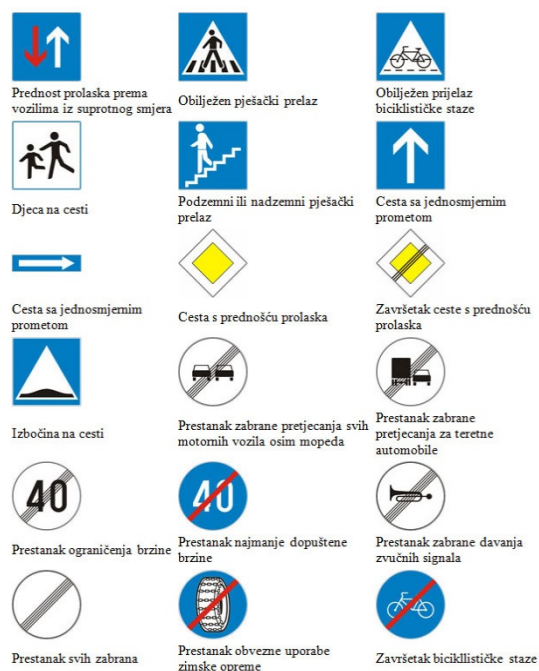 Prednost prolaska prema
vozilima iz suprotnog smjera
Obilježen pješački prelaz
Obilježen prijelaz
biciklističke staze
Djeca na cesti
Podzemni ili nadzemni pješački
prelaz
Cesta sa jednosmjernim
prometom
Cesta sa jednosmjernim
prometom
Cesta s prednošću prolaska
Završetak ceste s prednošću
prolaska
Izbočina na cesti
Prestanak zabrane pretjecanja svih
motornih vozila osim mopeda
Prestanak zabrane
pretjecanja za teretne
automobile
40
Prestanak ograničenja brzine
40
Prestanak najmanje dopuštene
brzine
Prestanak zabrane davanja
zvučnih signala
Prestanak svih zabrana
Prestanak obvezne uporabe
zimske opreme
Završetak bicikllističke staze